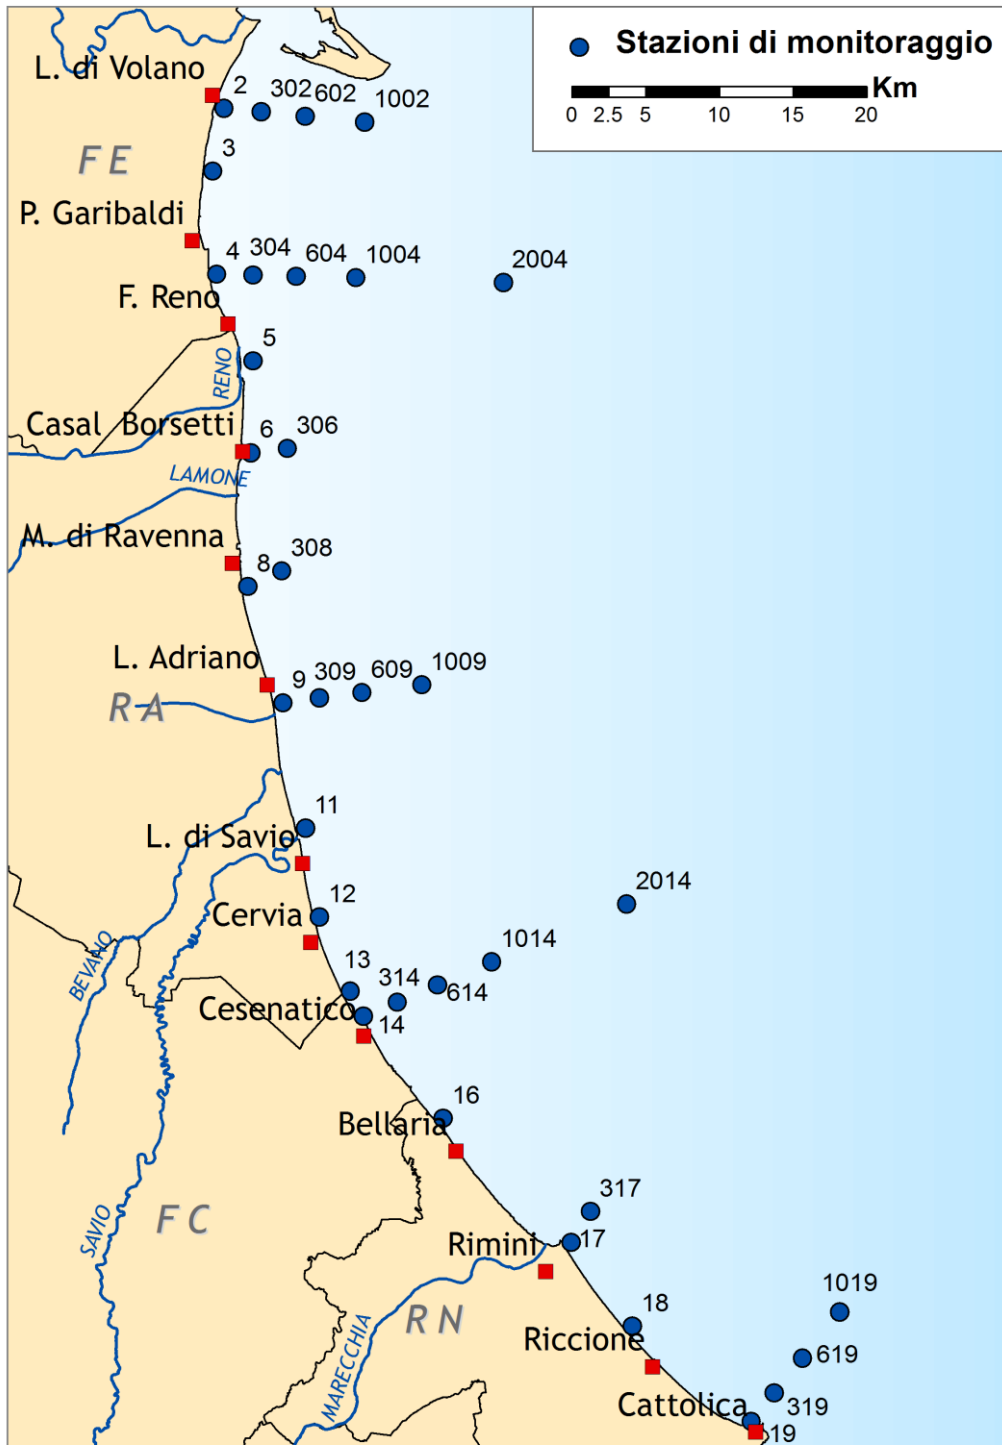 Stazioni di monitoraggio
Km
0 2.5 5 10 15 20
L. di Volano
2 302 602 1002
FE
3
P. Garibaldi
4 304 604 1004 2004
F. Reno
5
RENO
Casal Borsetti
6 306
LAMONE
M. di Ravenna
8 308
L. Adriano
9 309 609 1009
RA
11
L. di Savio
12 2014
Cervia
BEVANO
13 314 614 1014
Cesenatico
14
16
Bellaria
SAVIO
FC
317
17
Rimini
RN
MARECCHIA
18 1019
Riccione
619
Cattolica 319
19